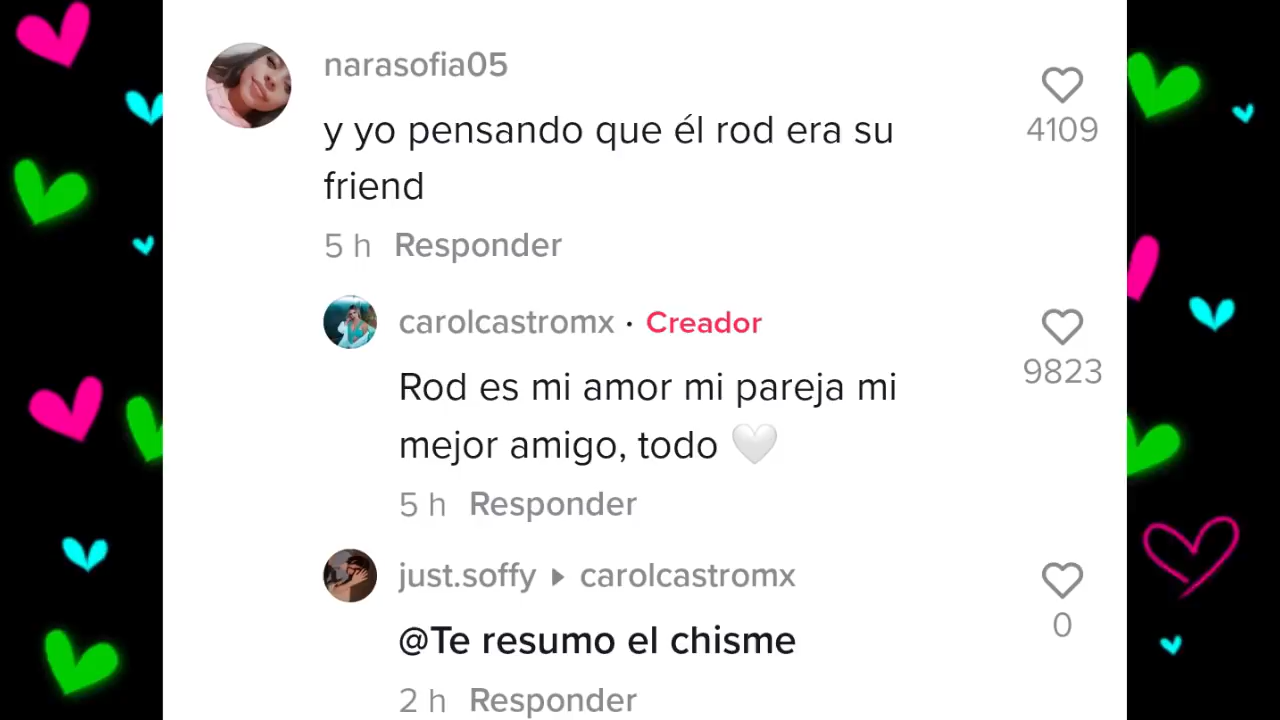 narasofia05
4109
y yo pensando que él rod era su
friend
5 h Responder
carolcastromx · Creador
9823
Rod es mi amor mi pareja mi
mejor amigo, todo 🤍
5 h Responder
just.soffy ▸ carolcastromx
0
@Te resumo el chisme
2 h Responder